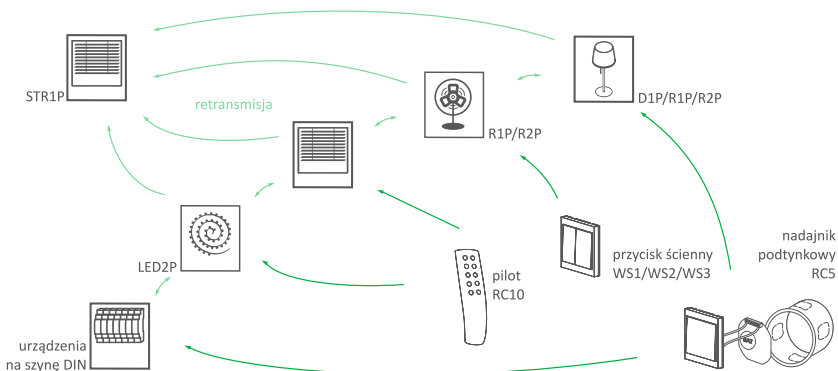 STR1P
retransmisja
R1P/R2P
D1P/R1P/R2P
LED2P
urządzenia
na szynę DIN
pilot
RC10
przycisk ścienny
WS1/WS2/WS3
nadajnik
podtynkowy
RC5